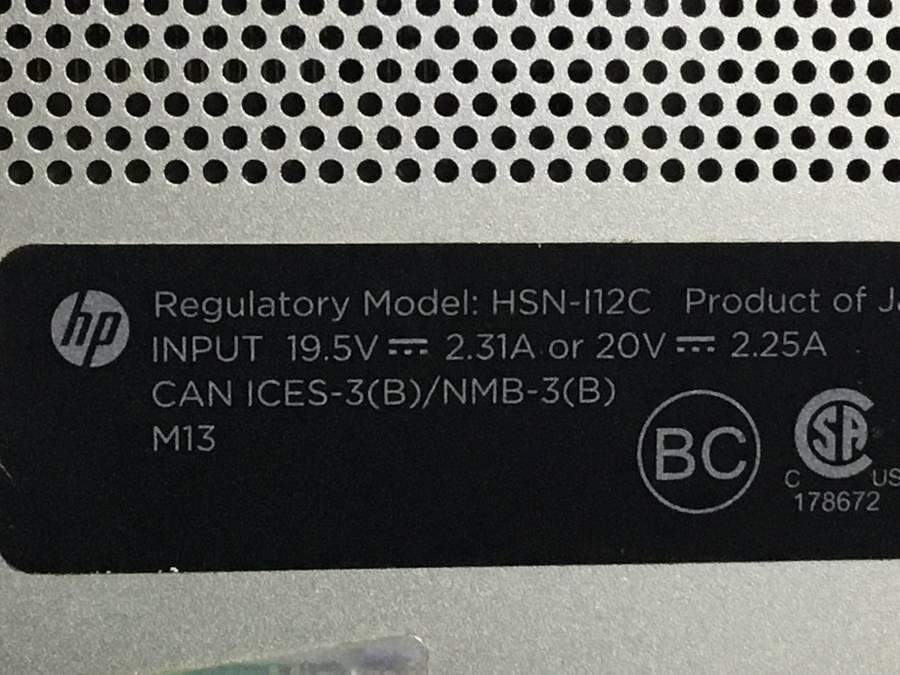 hp
Regulatory Model: HSN-I12C Product of
INPUT 19.5V ⎓ 2.31A or 20V ⎓ 2.25A
CAN ICES-3(B)/NMB-3(B)
M13
BC
SA
C US
178672